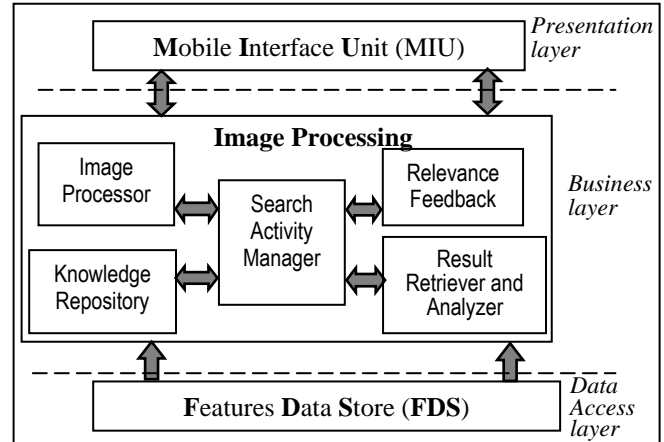 Presentation
layer
Mobile Interface Unit (MIU)
Image Processing
Image
Processor
Relevance
Feedback
Search
Activity
Manager
Business
layer
Knowledge
Repository
Result
Retriever and
Analyzer
Features Data Store (FDS)
Data
Access
layer